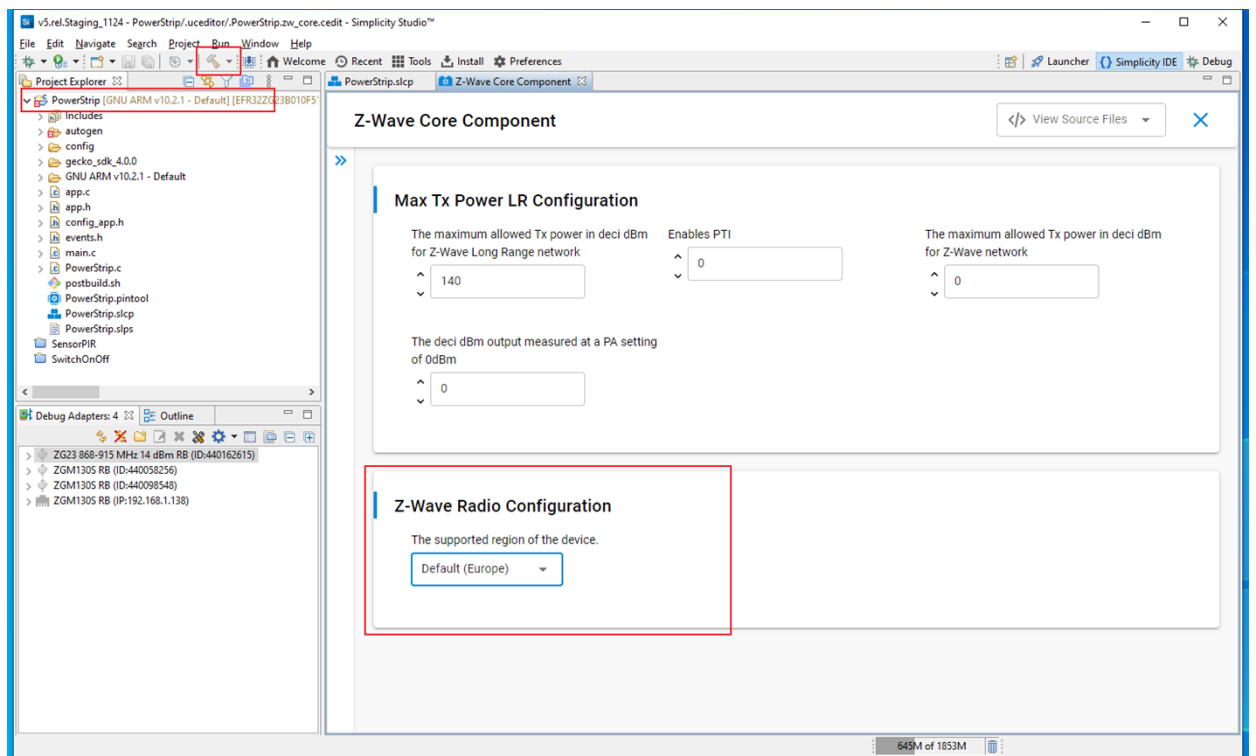 v5.rel.Staging_1124 - PowerStrip/.uceditor/.PowerStrip.zw_core.cedit - Simplicity Studio™
File Edit Navigate Search Project Run Window Help
Welcome Recent Tools Install Preferences
Launcher {} Simplicity IDE Debug
Project Explorer
PowerStrip [GNU ARM v10.2.1 - Default] [EFR32ZG23B010F51
Includes
autogen
config
gecko_sdk_4.0.0
GNU ARM v10.2.1 - Default
app.c
app.h
config_app.h
events.h
main.c
PowerStrip.c
postbuild.sh
PowerStrip.pintool
PowerStrip.slcp
PowerStrip.slps
SensorPIR
SwitchOnOff
Debug Adapters: 4 Outline
ZG23 868-915 MHz 14 dBm RB (ID:440162615)
ZGM130S RB (ID:440058256)
ZGM130S RB (ID:440098548)
ZGM130S RB (IP:192.168.1.138)
PowerStrip.slcp Z-Wave Core Component
Z-Wave Core Component
</> View Source Files
Max Tx Power LR Configuration
The maximum allowed Tx power in deci dBm
for Z-Wave Long Range network
140
Enables PTI
0
The maximum allowed Tx power in deci dBm
for Z-Wave network
0
The deci dBm output measured at a PA setting
of 0dBm
0
Z-Wave Radio Configuration
The supported region of the device.
Default (Europe)
645M of 1853M